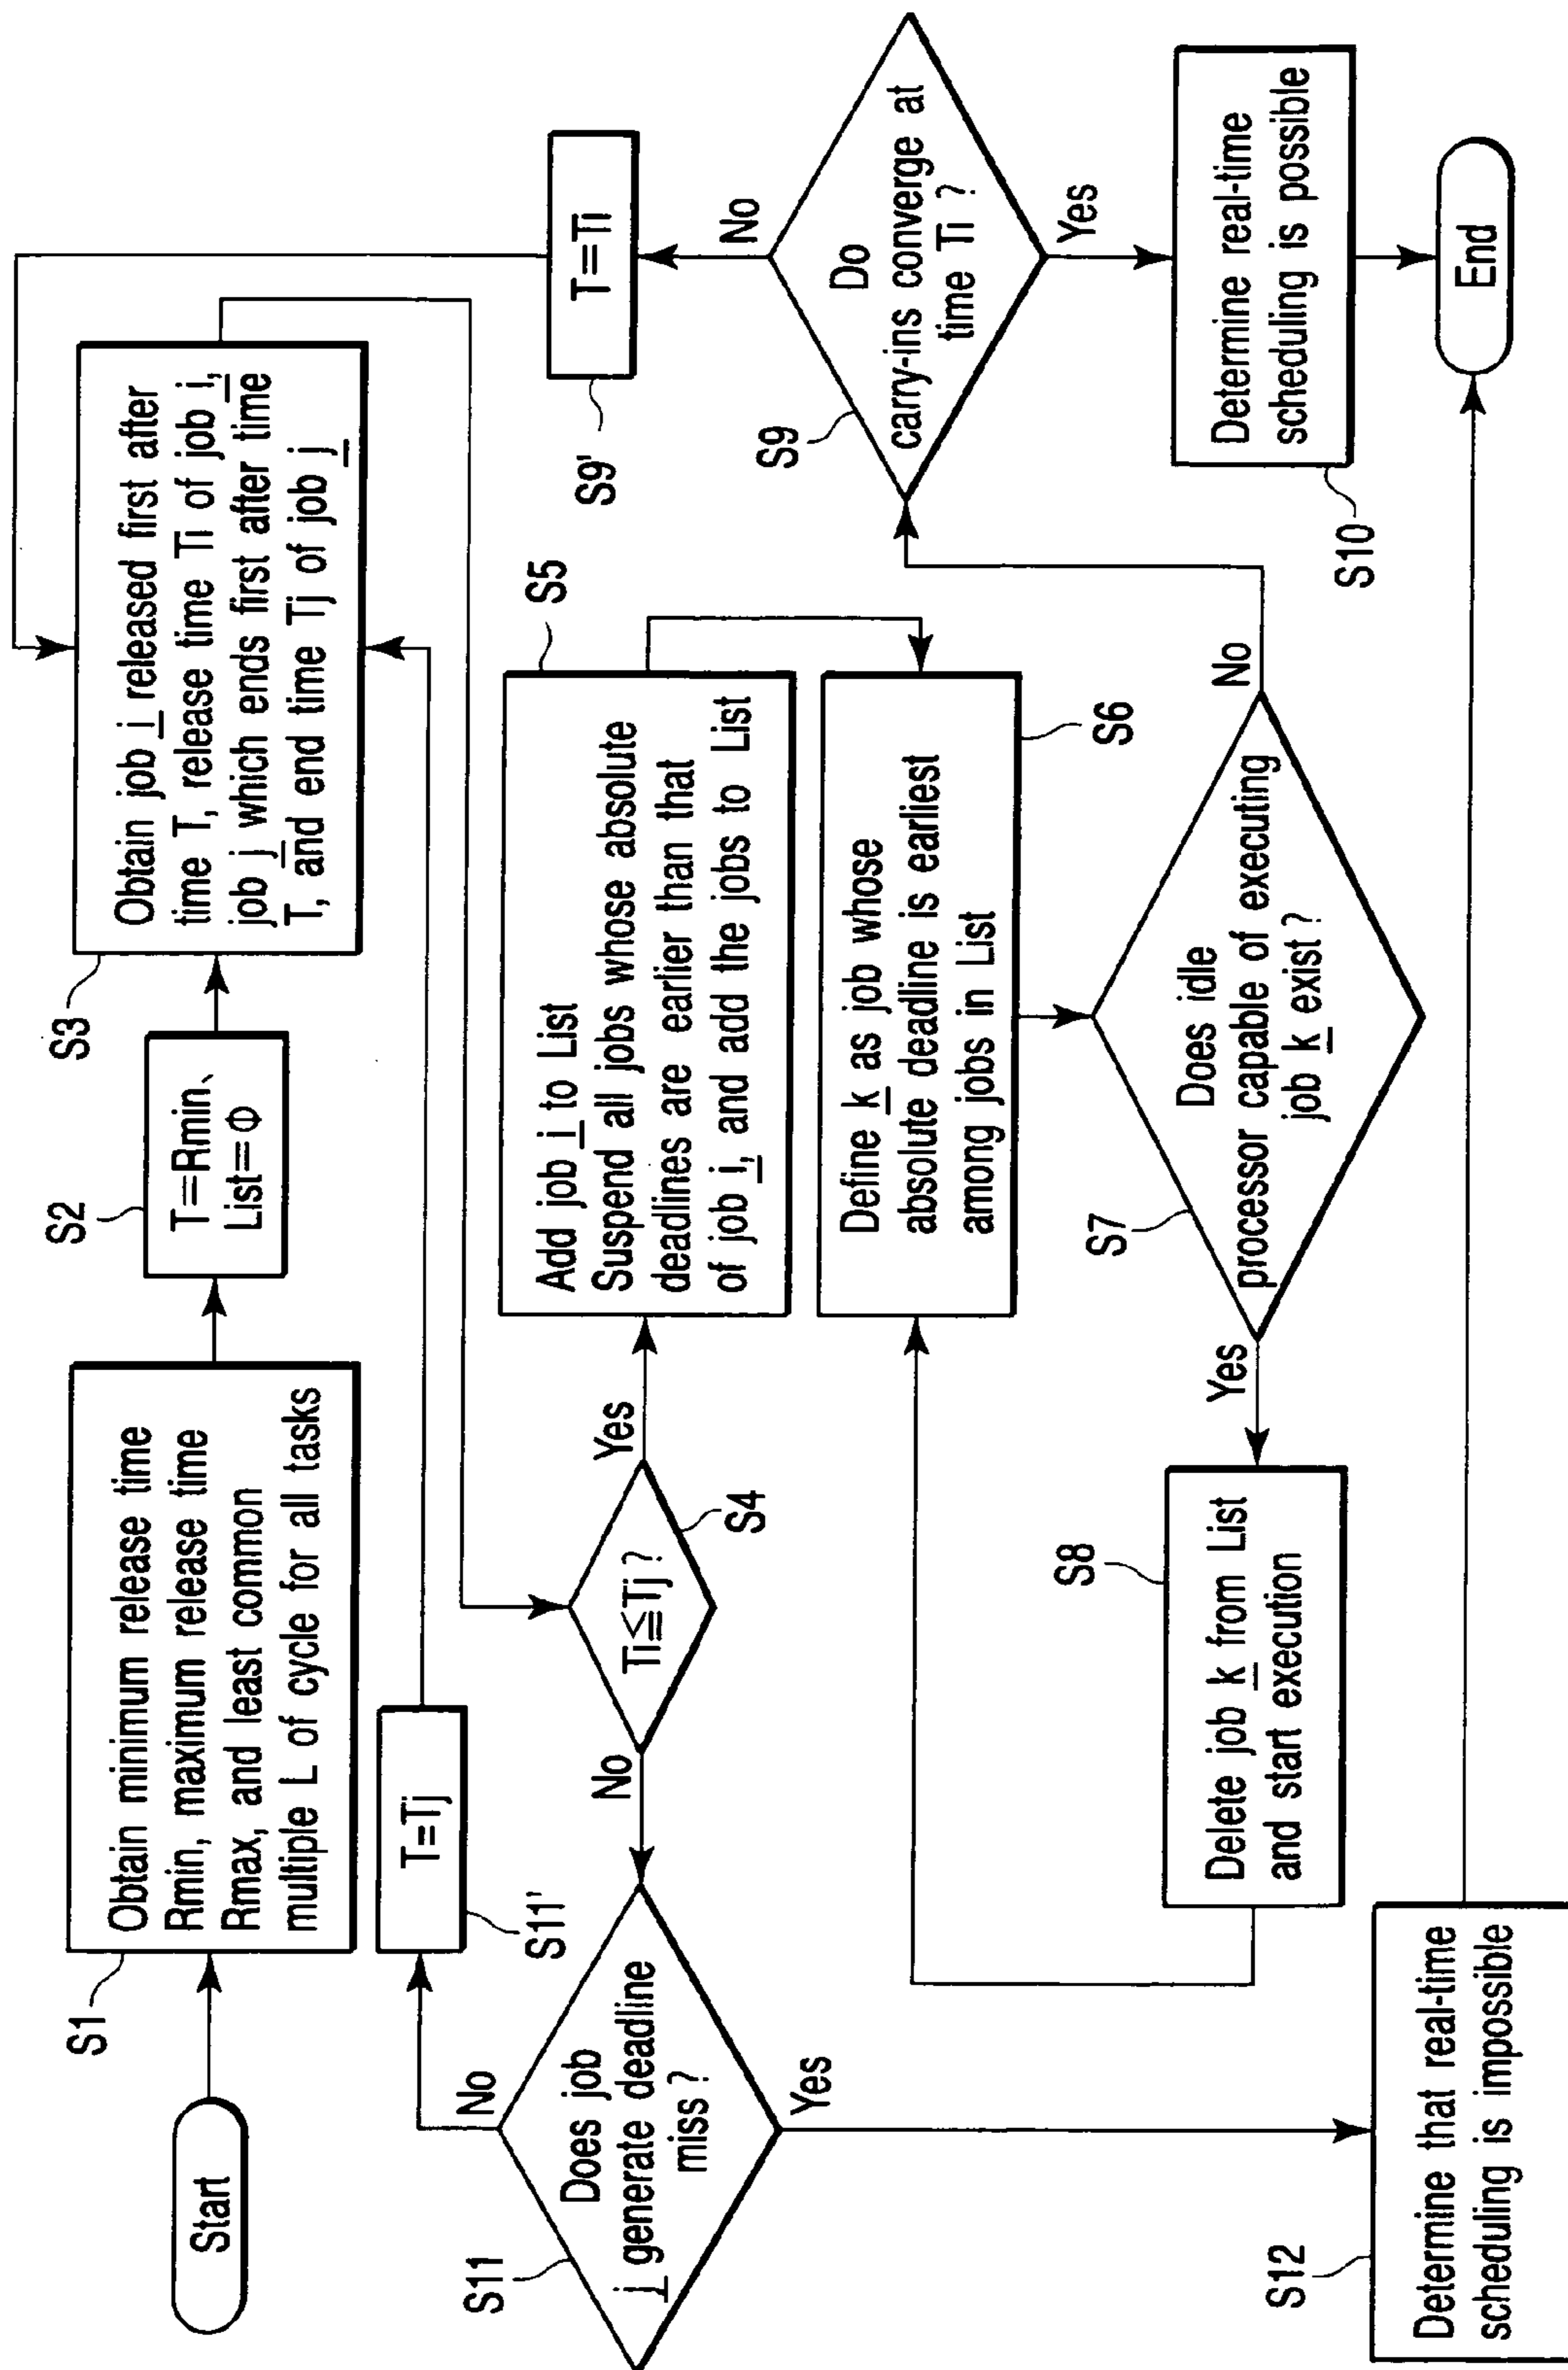 Start
S1
Obtain minimum release time
Rmin, maximum release time
Rmax, and least common
multiple L of cycle for all tasks
S2
T=Rmin、
List=Φ
S3
Obtain job i released first after
time T, release time Ti of job i,
job j which ends first after time
T, and end time Tj of job j
S4
Ti≦Tj?
Yes
No
S5
Add job i to List
Suspend all jobs whose absolute
deadlines are earlier than that
of job i, and add the jobs to List
S6
Define k as job whose
absolute deadline is earliest
among jobs in List
S7
Does idle
processor capable of executing
job k exist?
Yes
No
S8
Delete job k from List
and start execution
S9
Do
carry-ins converge at
time Ti ?
No
Yes
S9'
T=Ti
S10
Determine real-time
scheduling is possible
S11
Does job
j generate deadline
miss?
No
Yes
S11'
T=Tj
S12
Determine that real-time
scheduling is impossible
End